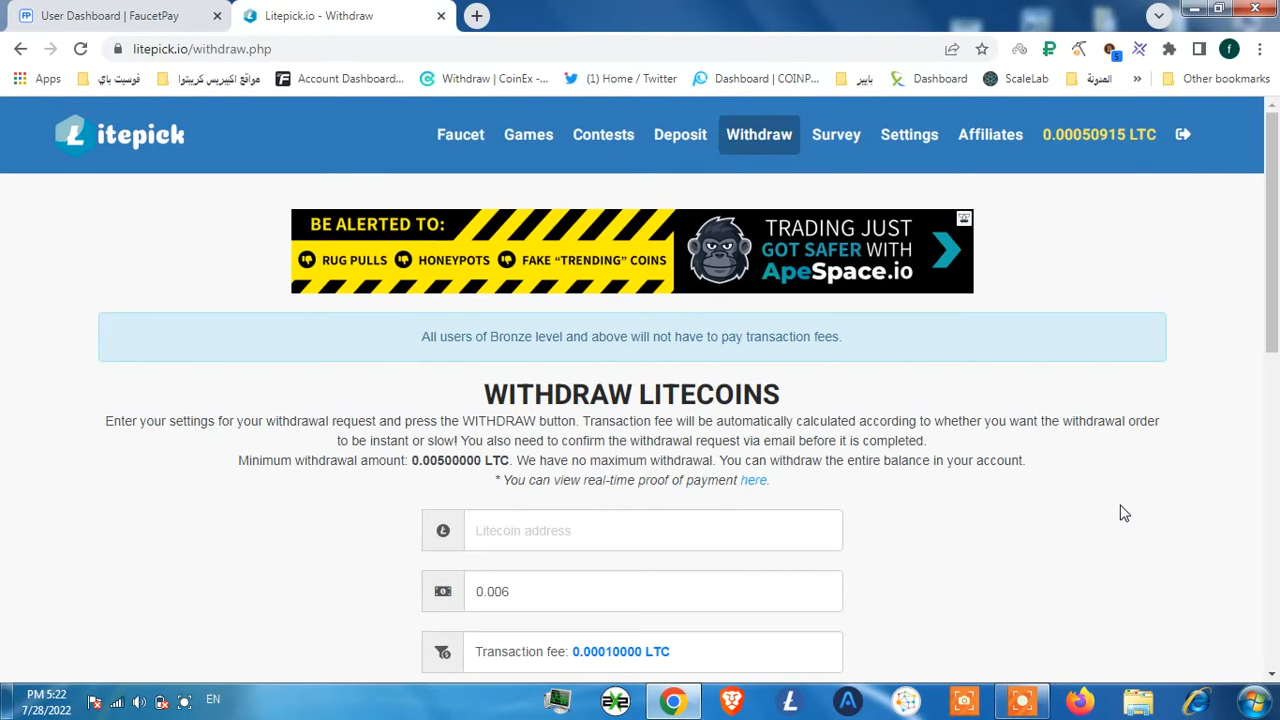 User Dashboard | FaucetPay
Litepick.io - Withdraw
litepick.io/withdraw.php
Apps
فوسيت باي
مواقع اكسبريس كريبتوا
Account Dashboard...
Withdraw | CoinEx -...
(1) Home / Twitter
Dashboard | COINP...
بايير
Dashboard
ScaleLab
المدونة
»
Other bookmarks
f
5
Litepick
Faucet
Games
Contests
Deposit
Withdraw
Survey
Settings
Affiliates
0.00050915 LTC
BE ALERTED TO:
RUG PULLS
HONEYPOTS
FAKE “TRENDING” COINS
TRADING JUST
GOT SAFER WITH
ApeSpace.io
All users of Bronze level and above will not have to pay transaction fees.
WITHDRAW LITECOINS
Enter your settings for your withdrawal request and press the WITHDRAW button. Transaction fee will be automatically calculated according to whether you want the withdrawal order
to be instant or slow! You also need to confirm the withdrawal request via email before it is completed.
Minimum withdrawal amount: 0.00500000 LTC. We have no maximum withdrawal. You can withdraw the entire balance in your account.
* You can view real-time proof of payment here.
Litecoin address
0.006
Transaction fee: 0.00010000 LTC
PM 5:22
7/28/2022
EN